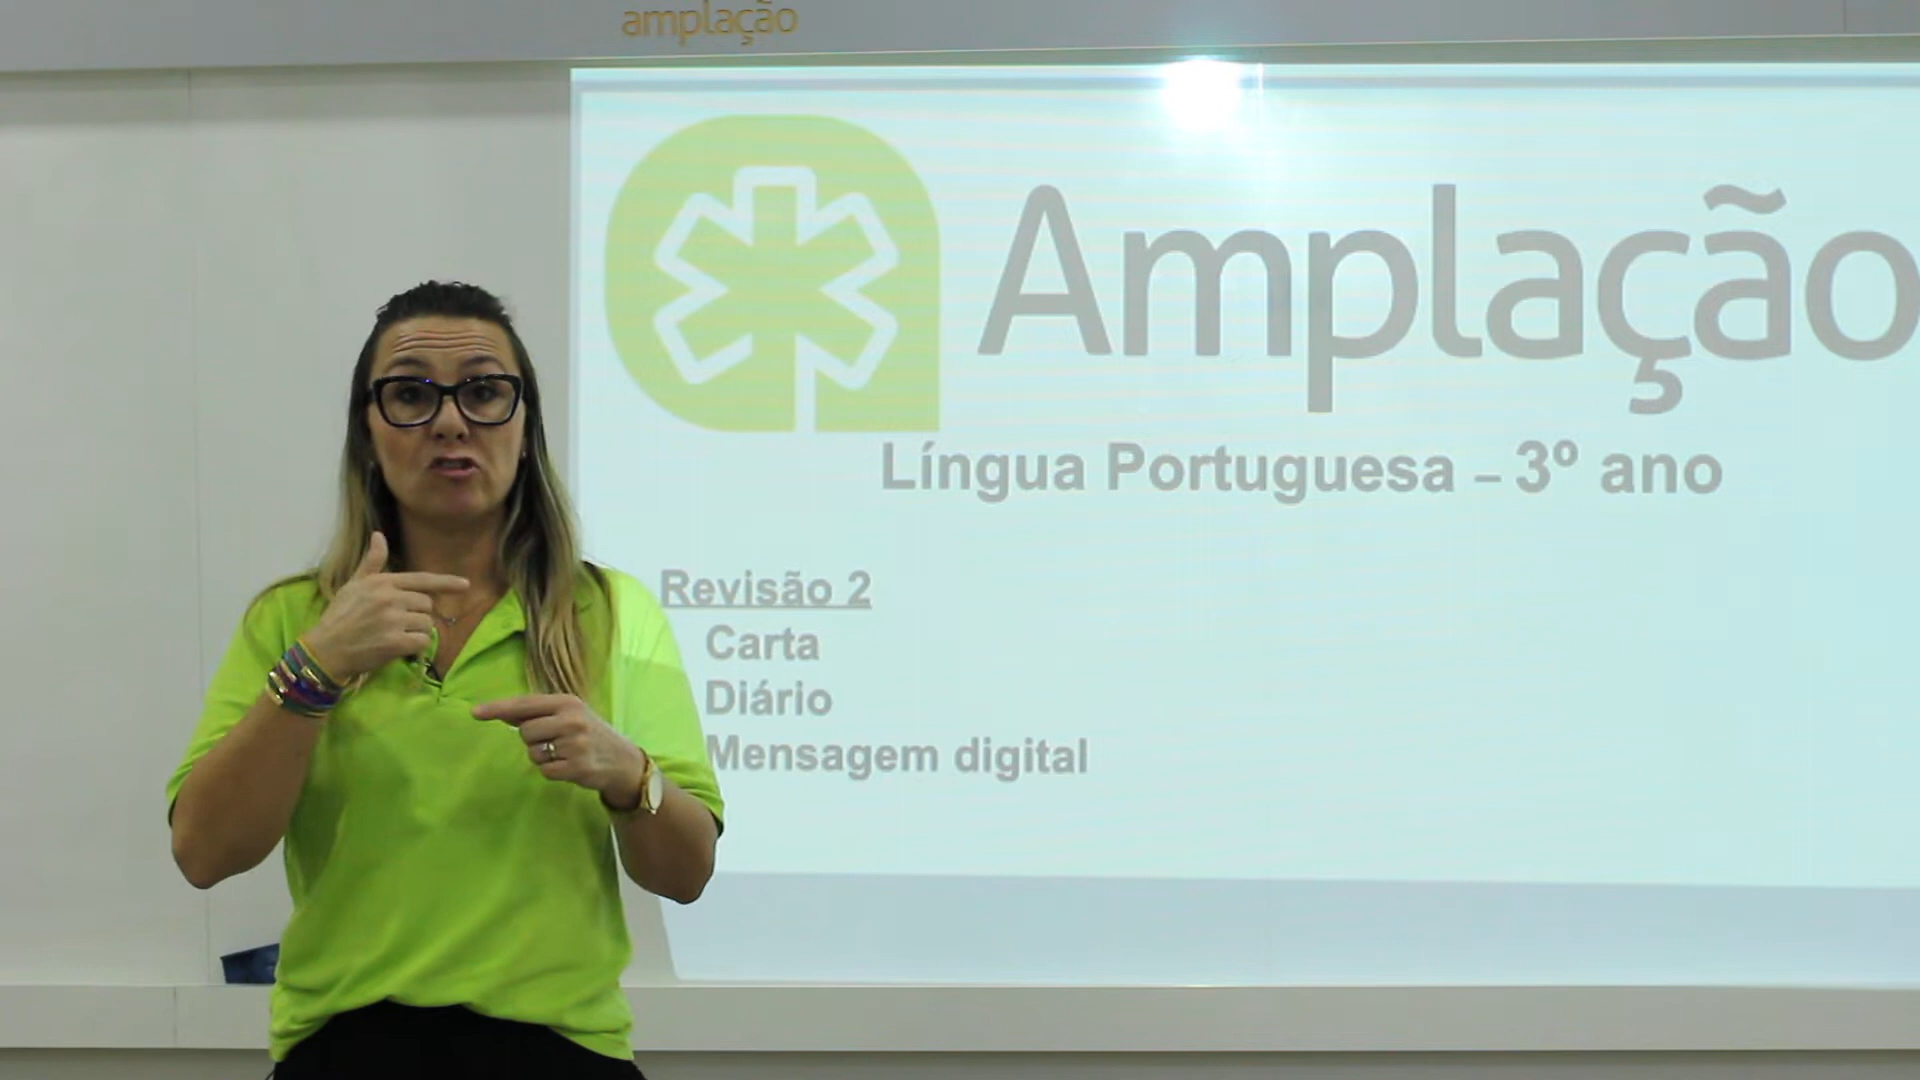 amplação
Amplação
Língua Portuguesa – 3º ano
Revisão 2
Carta
Diário
Mensagem digital